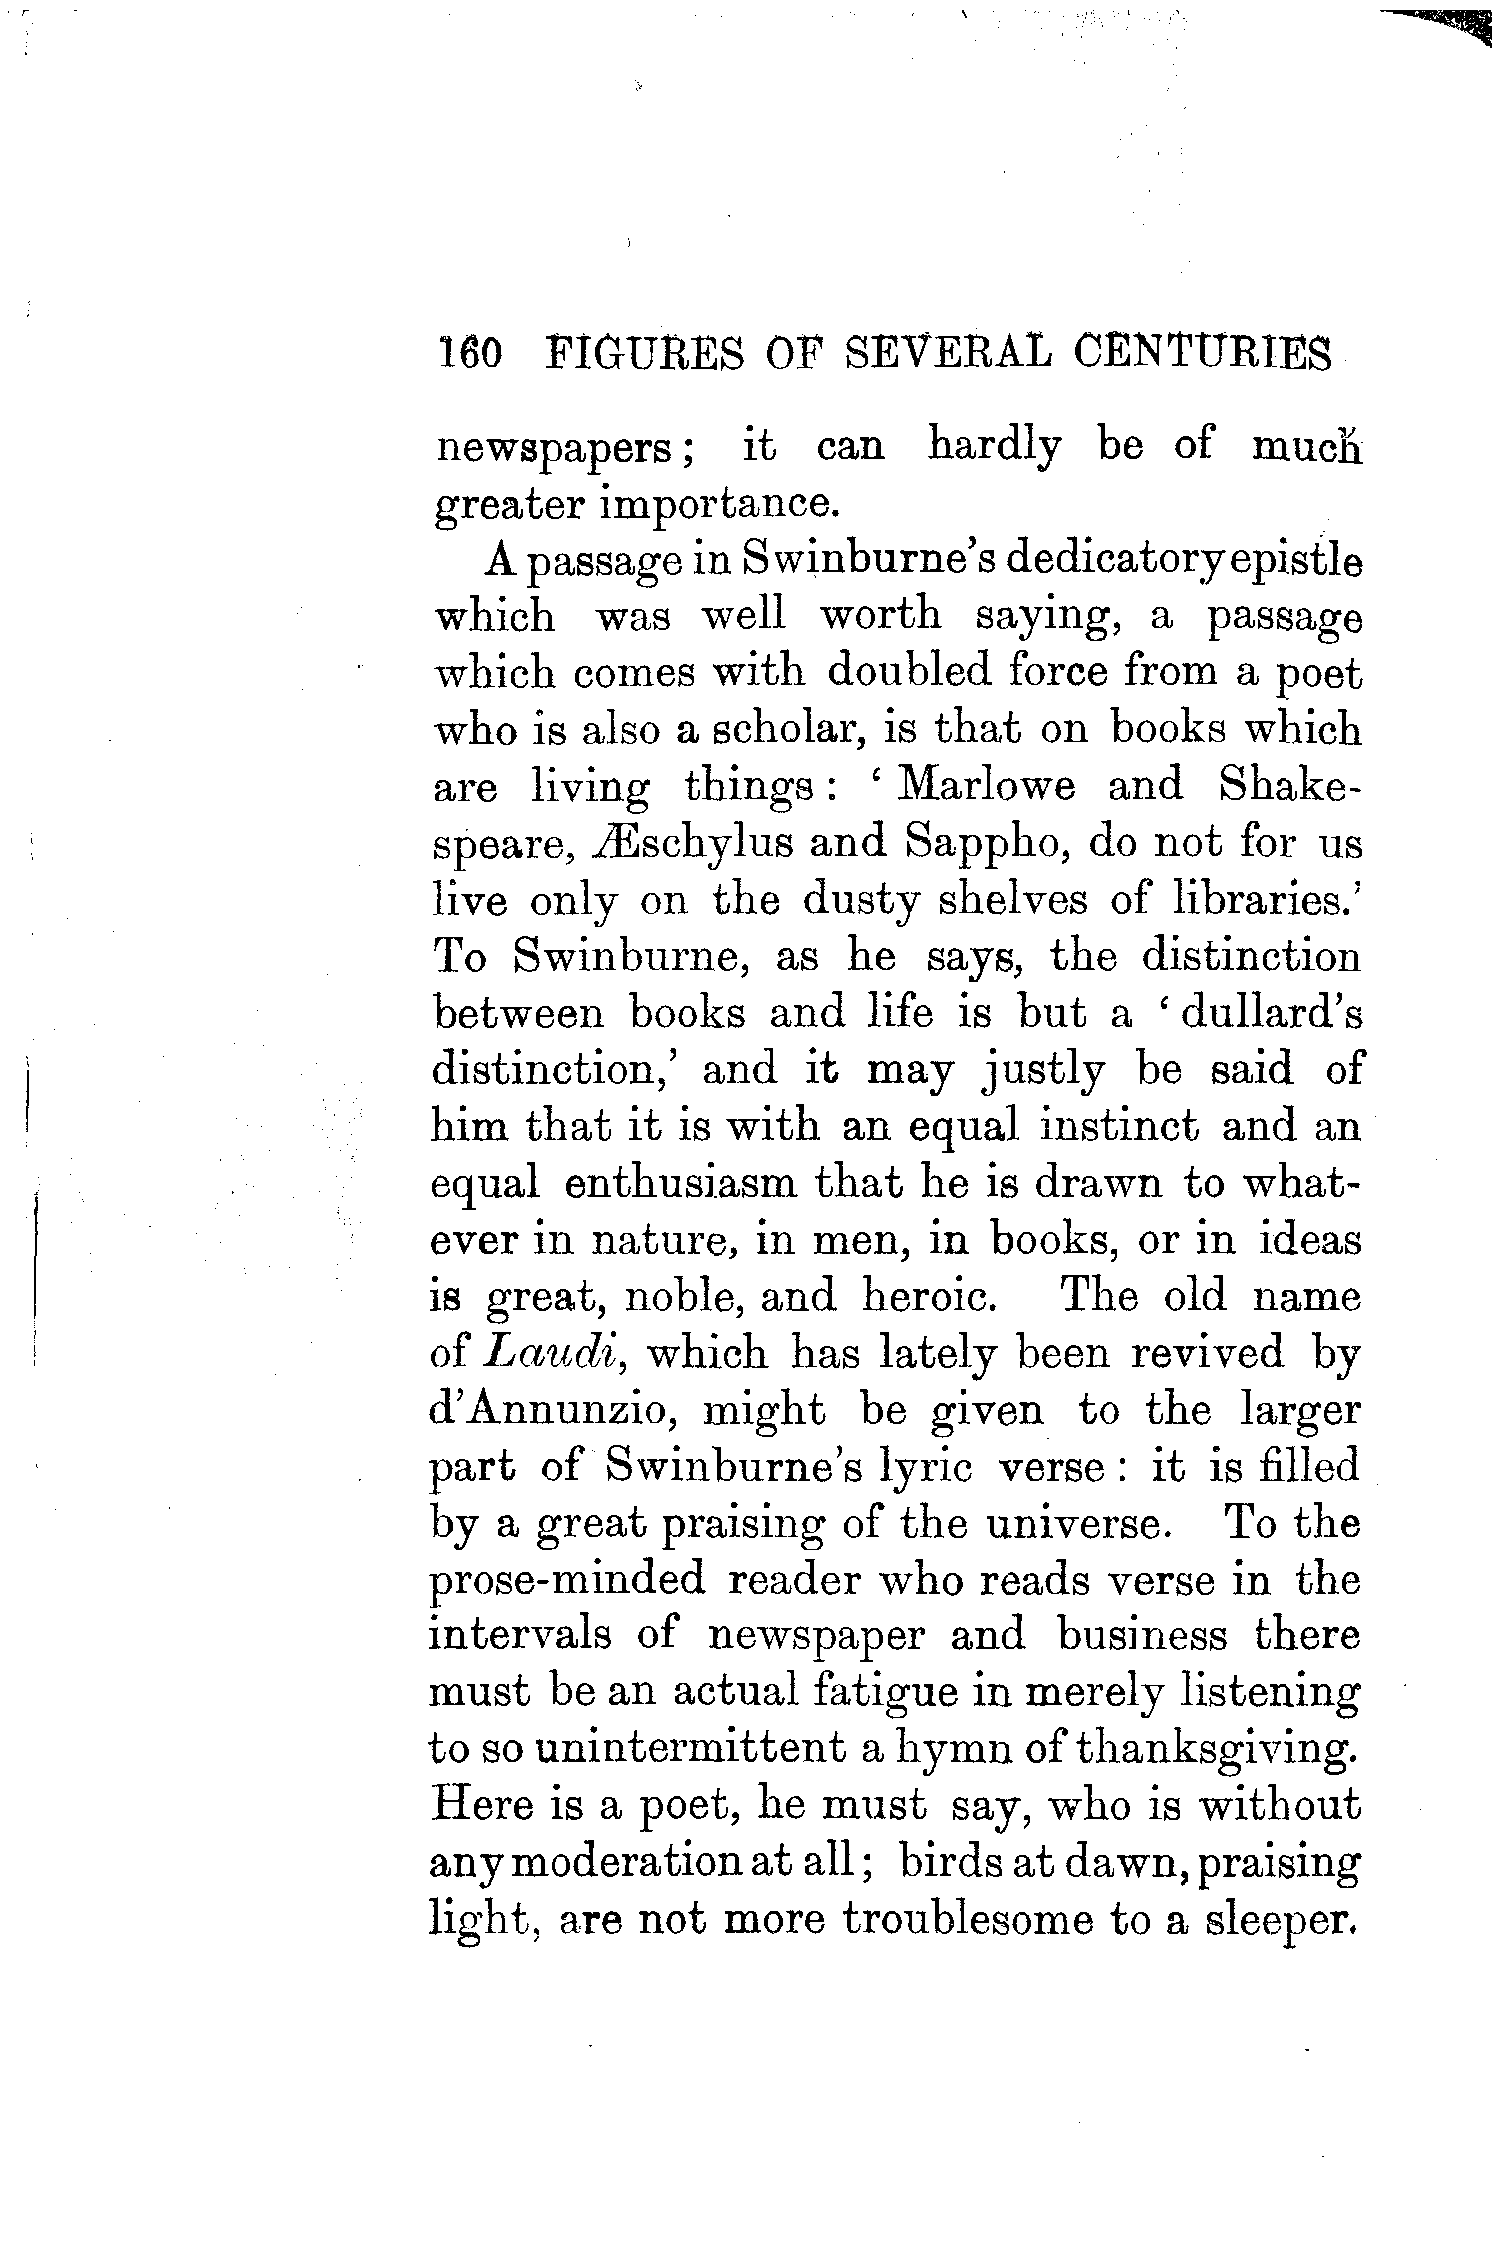 160 FIGURES OF SEVERAL CENTURIES
newspapers; it can hardly be of much
greater importance.
A passage in Swinburne's dedicatory epistle
which was well worth saying, a passage
which comes with doubled force from a poet
who is also a scholar, is that on books which
are living things: ‘Marlowe and Shake-
speare, Æschylus and Sappho, do not for us
live only on the dusty shelves of libraries.’
To Swinburne, as he says, the distinction
between books and life is but a ‘dullard's
distinction,’ and it may justly be said of
him that it is with an equal instinct and an
equal enthusiasm that he is drawn to what-
ever in nature, in men, in books, or in ideas
is great, noble, and heroic. The old name
of Laudi, which has lately been revived by
d'Annunzio, might be given to the larger
part of Swinburne's lyric verse: it is filled
by a great praising of the universe. To the
prose-minded reader who reads verse in the
intervals of newspaper and business there
must be an actual fatigue in merely listening
to so unintermittent a hymn of thanksgiving.
Here is a poet, he must say, who is without
any moderation at all; birds at dawn, praising
light, are not more troublesome to a sleeper.